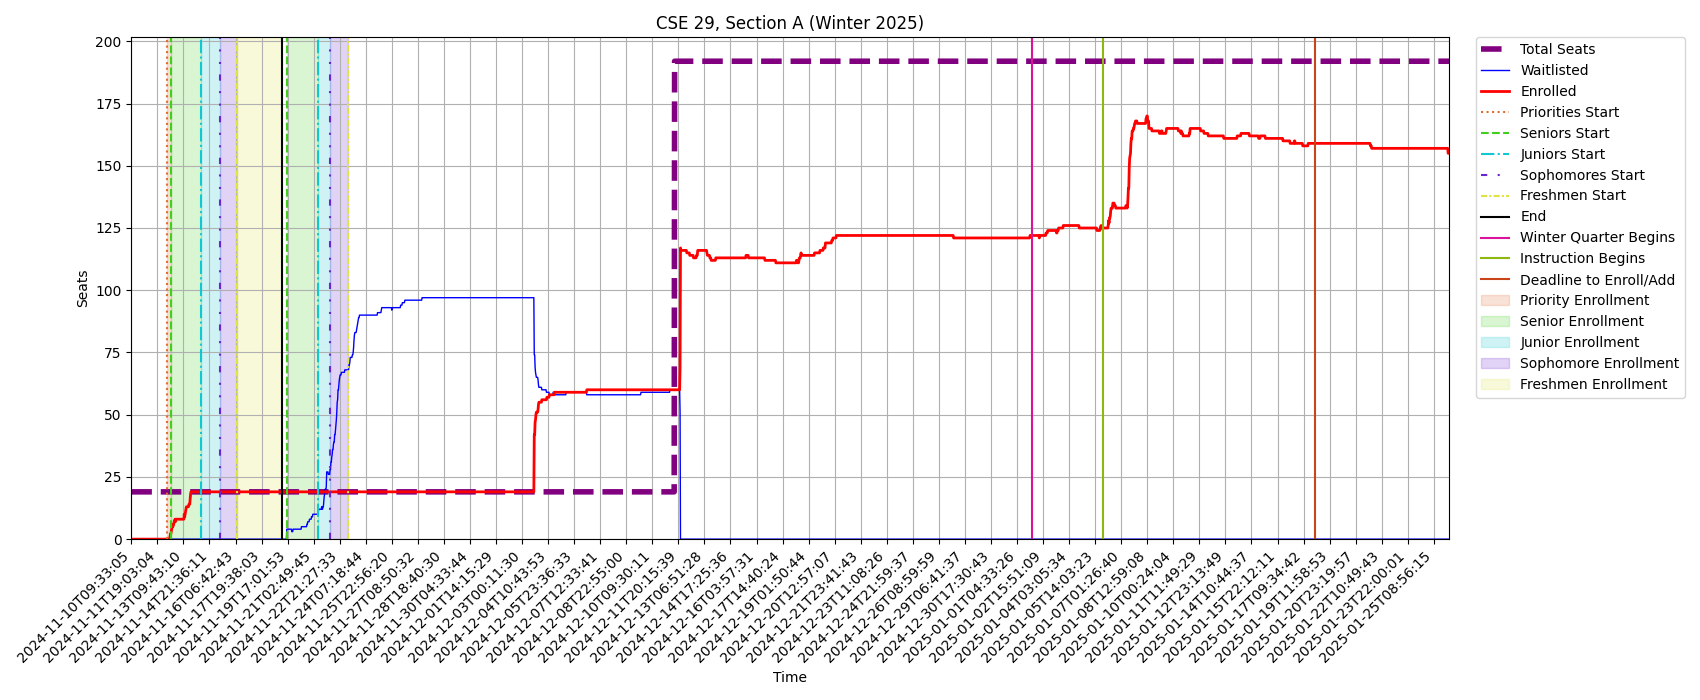 CSE 29, Section A (Winter 2025)
Seats
200
175
150
125
100
75
50
25
0
2024-11-10T09:33:05
2024-11-11T19:03:04
2024-11-13T09:43:10
2024-11-14T21:36:11
2024-11-16T06:42:43
2024-11-17T19:38:03
2024-11-19T17:01:53
2024-11-21T02:49:45
2024-11-22T21:27:33
2024-11-24T07:18:44
2024-11-25T22:56:20
2024-11-27T08:50:32
2024-11-28T18:40:30
2024-11-30T04:33:44
2024-12-01T14:15:29
2024-12-03T00:11:30
2024-12-04T10:43:53
2024-12-05T23:36:33
2024-12-07T12:33:41
2024-12-08T22:55:00
2024-12-10T09:30:11
2024-12-11T20:15:39
2024-12-13T06:51:28
2024-12-14T17:25:36
2024-12-16T03:57:31
2024-12-17T14:40:24
2024-12-19T01:50:44
2024-12-20T12:57:07
2024-12-21T23:41:43
2024-12-23T11:08:26
2024-12-24T21:59:37
2024-12-26T08:59:59
2024-12-29T06:41:37
2024-12-30T17:30:43
2025-01-01T04:33:26
2025-01-02T15:51:09
2025-01-04T03:05:34
2025-01-05T14:03:23
2025-01-07T01:26:40
2025-01-08T12:59:08
2025-01-10T00:24:04
2025-01-11T11:49:29
2025-01-12T23:13:49
2025-01-14T10:44:37
2025-01-15T22:12:11
2025-01-17T09:34:42
2025-01-19T11:58:53
2025-01-20T23:19:57
2025-01-22T10:49:43
2025-01-23T22:00:01
2025-01-25T08:56:15
Time
Total Seats
Waitlisted
Enrolled
Priorities Start
Seniors Start
Juniors Start
Sophomores Start
Freshmen Start
End
Winter Quarter Begins
Instruction Begins
Deadline to Enroll/Add
Priority Enrollment
Senior Enrollment
Junior Enrollment
Sophomore Enrollment
Freshmen Enrollment